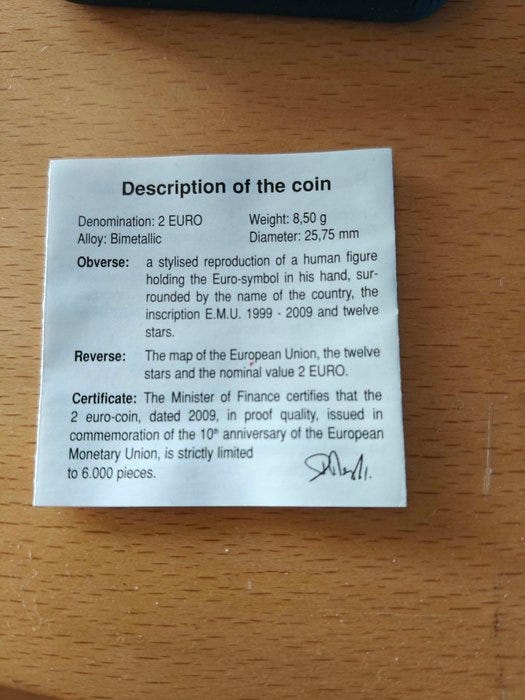 Description of the coin
Denomination: 2 EURO Weight: 8,50 g
Alloy: Bimetallic Diameter: 25,75 mm
Obverse: a stylised reproduction of a human figure
holding the Euro-symbol in his hand, sur-
rounded by the name of the country, the
inscription E.M.U. 1999 - 2009 and twelve
stars.
Reverse: The map of the European Union, the twelve
stars and the nominal value 2 EURO.
Certificate: The Minister of Finance certifies that the
2 euro-coin, dated 2009, in proof quality, issued in
commemoration of the 10th anniversary of the European
Monetary Union, is strictly limited
to 6.000 pieces.